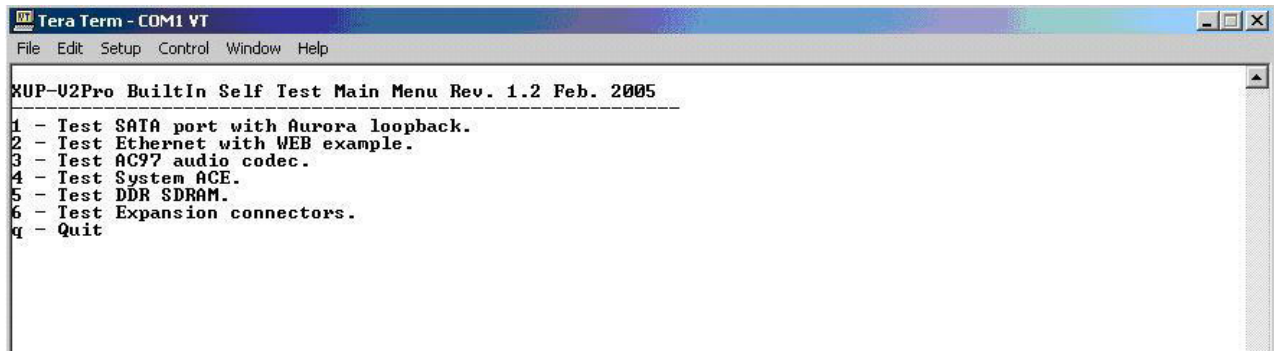 Tera Term - COM1 VT
File Edit Setup Control Window Help
XUP-V2Pro BuiltIn Self Test Main Menu Rev. 1.2 Feb. 2005
--------------------------------------------------------
1 - Test SATA port with Aurora loopback.
2 - Test Ethernet with WEB example.
3 - Test AC97 audio codec.
4 - Test System ACE.
5 - Test DDR SDRAM.
6 - Test Expansion connectors.
q - Quit